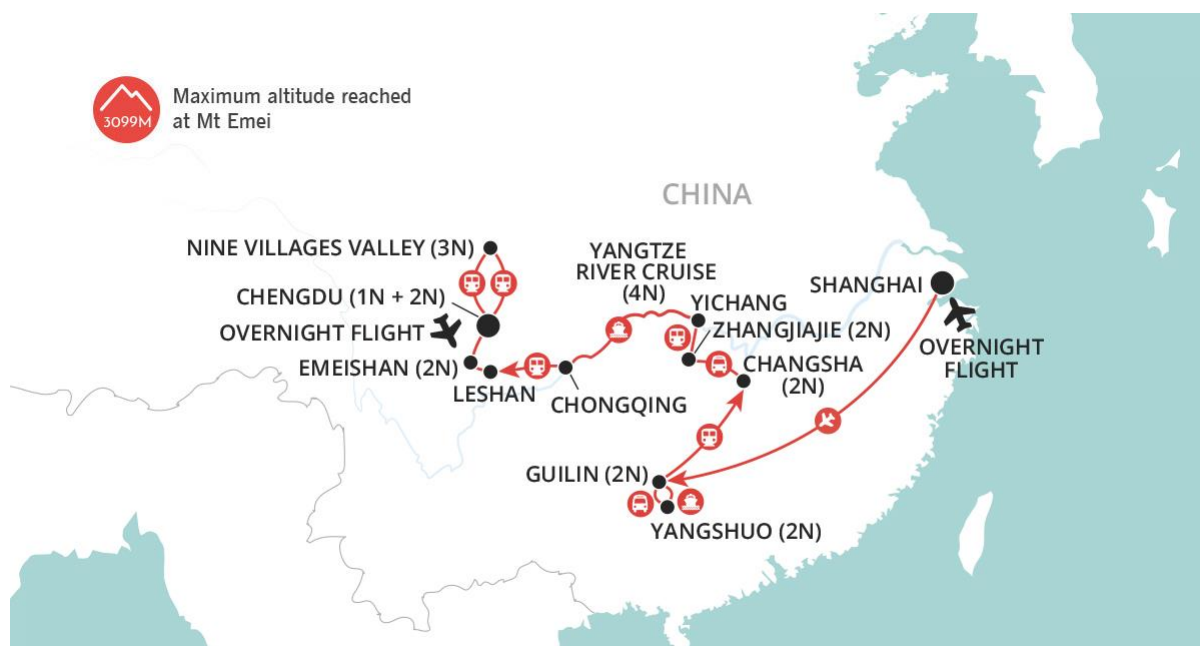 Maximum altitude reached
at Mt Emei
3099M
CHINA
NINE VILLAGES VALLEY (3N)
YANGTZE
RIVER CRUISE
(4N)
SHANGHAI
CHENGDU (1N + 2N)
YICHANG
OVERNIGHT FLIGHT
ZHANGJIAJIE (2N)
OVERNIGHT
FLIGHT
EMEISHAN (2N)
CHANGSHA
(2N)
LESHAN
CHONGQING
GUILIN (2N)
YANGSHUO (2N)